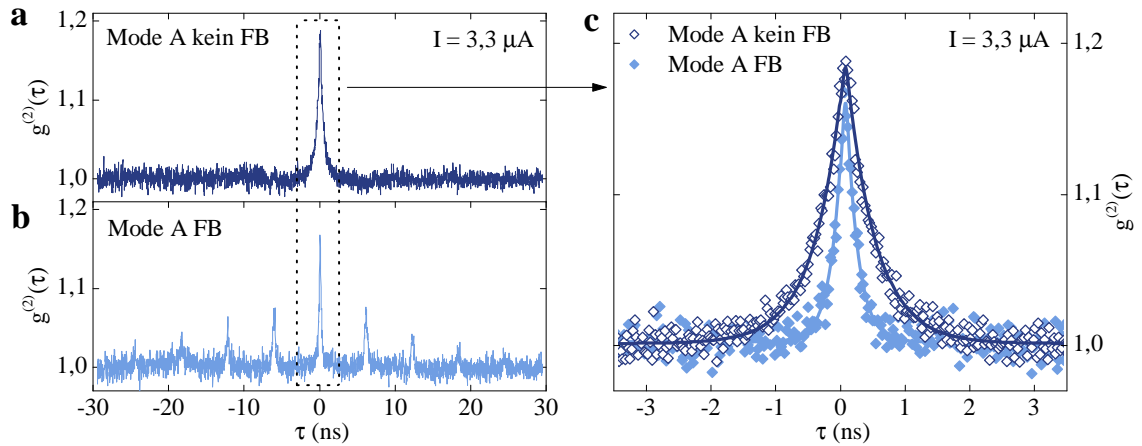 a
1,2
Mode A kein FB
I = 3,3 µA
1,1
g⁽²⁾(τ)
1,0
b
1,2
Mode A FB
1,1
g⁽²⁾(τ)
1,0
-30 -20 -10 0 10 20 30
τ (ns)
c
Mode A kein FB
I = 3,3 µA
Mode A FB
1,2
1,1
g⁽²⁾(τ)
1,0
-3 -2 -1 0 1 2 3
τ (ns)